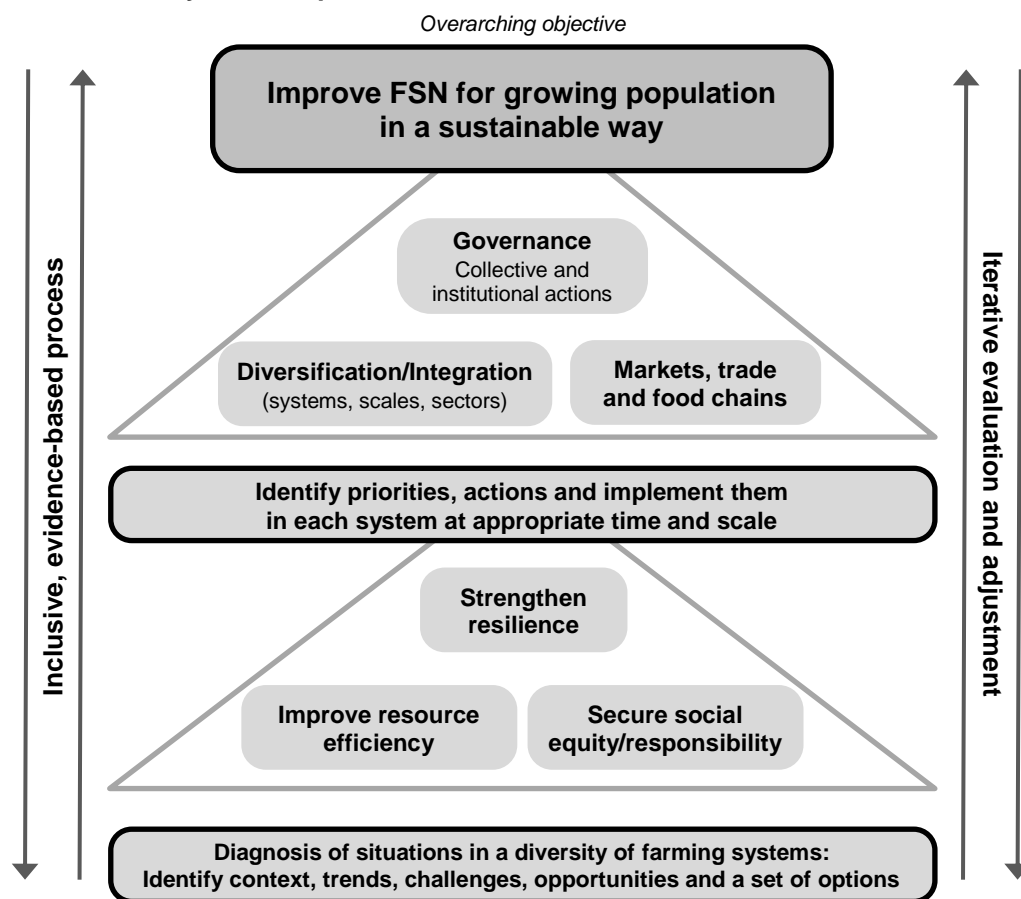 Overarching objective
Improve FSN for growing population
in a sustainable way
Governance
Collective and
institutional actions
Diversification/Integration
(systems, scales, sectors)
Markets, trade
and food chains
Inclusive, evidence-based process
Iterative evaluation and adjustment
Identify priorities, actions and implement them
in each system at appropriate time and scale
Strengthen
resilience
Improve resource
efficiency
Secure social
equity/responsibility
Diagnosis of situations in a diversity of farming systems:
Identify context, trends, challenges, opportunities and a set of options